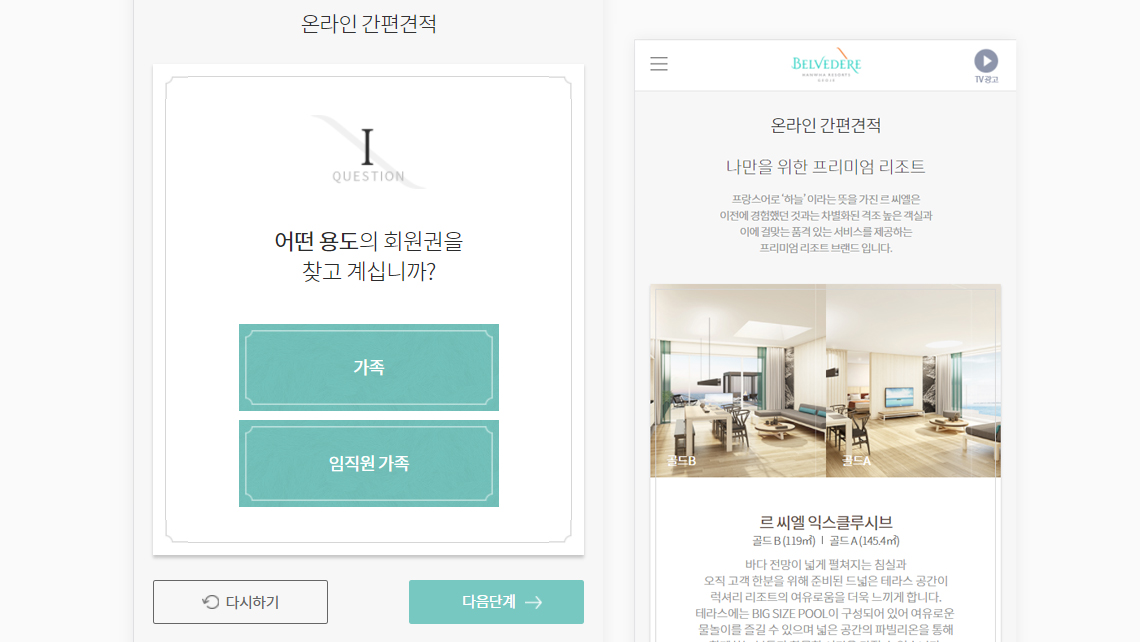 온라인 간편견적
I
QUESTION
어떤 용도의 회원권을
찾고 계십니까?
가족
임직원 가족
다시하기
다음단계
BELVEDERE
HANWHA RESORTS
GEOJE
TV광고
온라인 간편견적
나만을 위한 프리미엄 리조트
프랑스어로 ‘하늘’ 이라는 뜻을 가진 르 씨엘은
이전에 경험했던 것과는 차별화된 격조 높은 객실과
이에 걸맞는 품격 있는 서비스를 제공하는
프리미엄 리조트 브랜드 입니다.
골드B
골드A
르 씨엘 익스클루시브
골드 B (119㎡) I 골드 A (145.4㎡)
바다 전망이 넓게 펼쳐지는 침실과
오직 고객 한분을 위해 준비된 드넓은 테라스 공간이
럭셔리 리조트의 여유로움을 더욱 느끼게 합니다.
테라스에는 BIG SIZE POOL이 구성되어 있어 여유로운
물놀이를 즐길 수 있으며 넓은 공간의 파빌리온을 통해